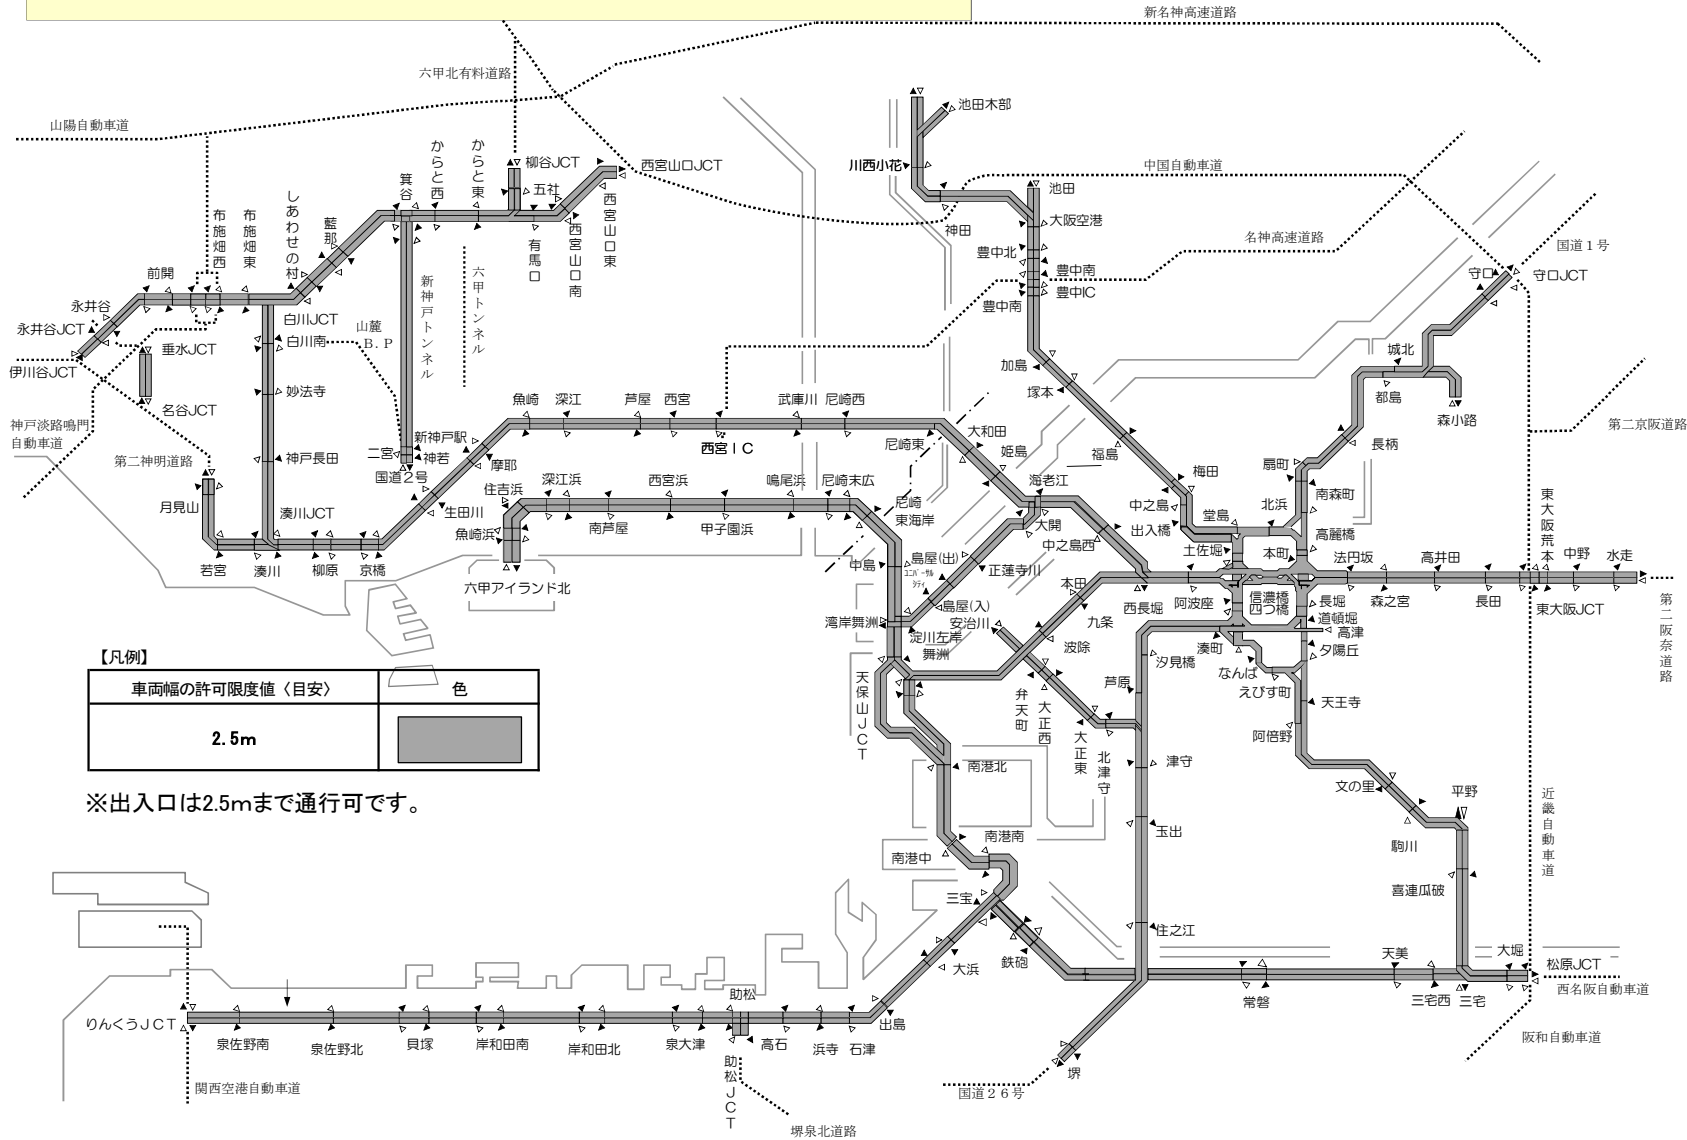 新名神高速道路
六甲北有料道路
山陽自動車道
池田木部
川西小花
中国自動車道
柳谷JCT
西宮山口JCT
五社
からと西
からと東
箕谷
西宮山口東
西宮山口南
有馬口
しあわせの村
藍那
布施畑西
布施畑東
前開
永井谷
永井谷JCT
伊川谷JCT
垂水JCT
名谷JCT
神戸淡路鳴門
自動車道
第二神明道路
白川JCT
白川南
山麓
B.P
新神戸トンネル
六甲トンネル
妙法寺
神戸長田
月見山
若宮
湊川
湊川JCT
柳原
京橋
二宮
新神戸駅
神若
国道２号
生田川
摩耶
魚崎
深江
芦屋
西宮
西宮ＩＣ
武庫川
尼崎西
尼崎東
住吉浜
魚崎浜
六甲アイランド北
深江浜
南芦屋
西宮浜
甲子園浜
鳴尾浜
尼崎末広
尼崎
東海岸
中島
池田
大阪空港
神田
豊中北
豊中南
豊中IC
豊中南
名神高速道路
加島
塚本
福島
梅田
中之島
出入橋
堂島
土佐堀
大和田
姫島
海老江
大開
中之島西
島屋(出)
ﾕﾆﾊﾞｰｻﾙ
ｼﾃｨ
正蓮寺川
島屋(入)
安治川
湾岸舞洲
淀川左岸
舞洲
国道１号
守口
守口JCT
城北
都島
森小路
長柄
扇町
南森町
北浜
高麗橋
第二京阪道路
本町
法円坂
森之宮
高井田
長田
東大阪荒本
中野
水走
東大阪JCT
第二阪奈道路
本田
九条
波除
西長堀
阿波座
信濃橋
四つ橋
長堀
道頓堀
高津
夕陽丘
湊町
なんば
えびす町
天王寺
阿倍野
文の里
駒川
平野
喜連瓜破
汐見橋
芦原
弁天町
大正西
大正東
北津守
津守
玉出
住之江
堺
天保山JCT
南港北
南港南
南港中
三宝
鉄砲
大浜
出島
石津
浜寺
高石
助松
助松JCT
泉大津
岸和田北
岸和田南
貝塚
泉佐野北
泉佐野南
りんくうＪＣＴ
関西空港自動車道
堺泉北道路
国道２６号
常磐
天美
三宅西
三宅
大堀
松原JCT
西名阪自動車道
阪和自動車道
近畿自動車道
【凡例】
車両幅の許可限度値〈目安〉 色
2.5m
※出入口は2.5mまで通行可です。